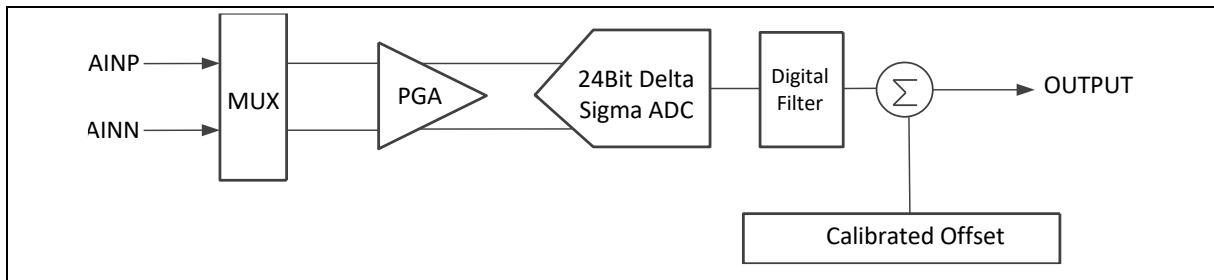 AINP
AINN
MUX
PGA
24Bit Delta
Sigma ADC
Digital
Filter
Σ
OUTPUT
Calibrated Offset